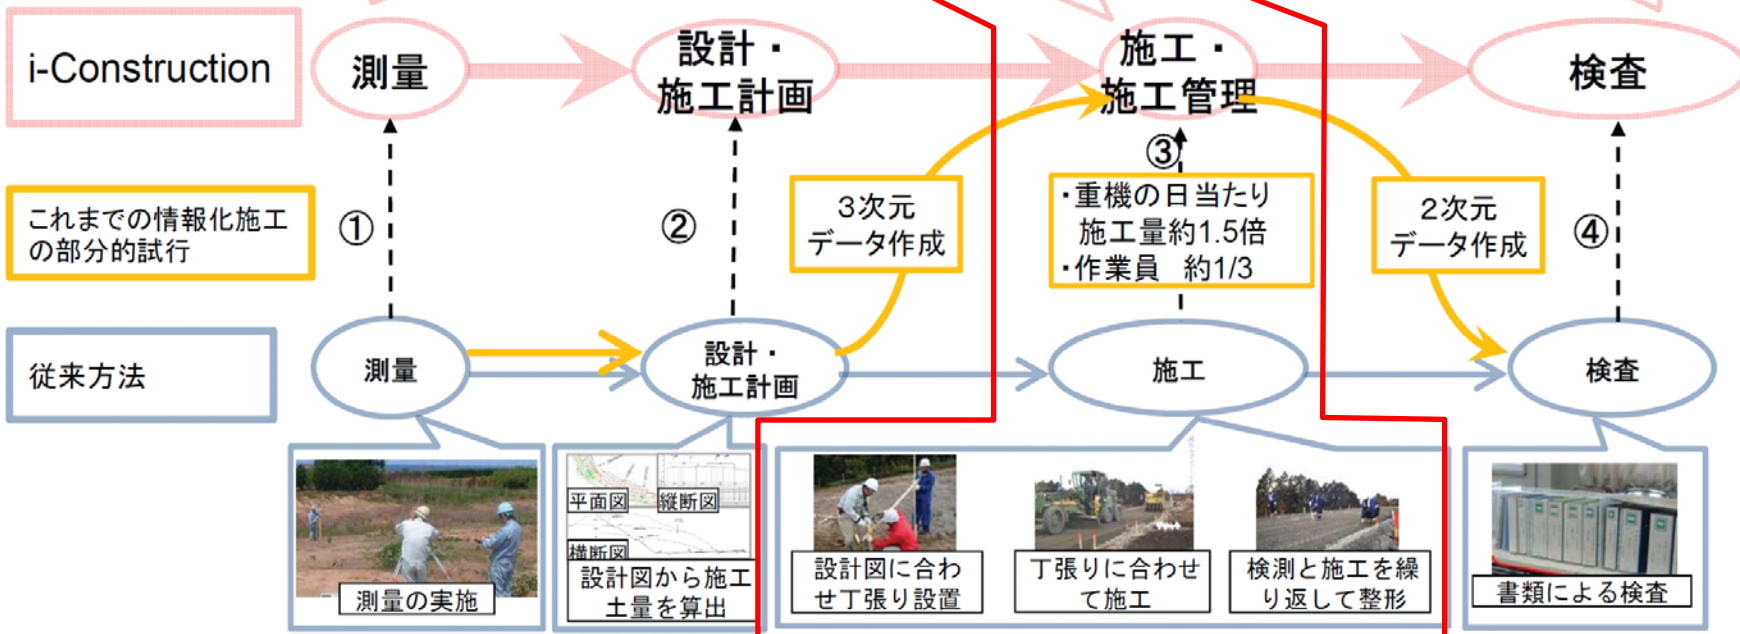 i-Construction
測量
設計・
施工計画
施工・
施工管理
検査
これまでの情報化施工
の部分的試行
①
②
3次元
データ作成
③
・重機の日当たり
施工量約1.5倍
・作業員 約1/3
2次元
データ作成
④
従来方法
測量
設計・
施工計画
施工
検査
測量の実施
平面図
縦断図
横断図
設計図から施工
土量を算出
設計図に合わ
せ丁張り設置
丁張りに合わせ
て施工
検測と施工を繰
り返して整形
書類による検査